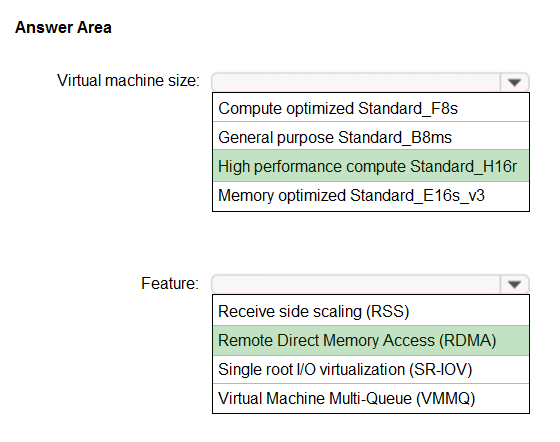 Answer Area
Virtual machine size:
Compute optimized Standard_F8s
General purpose Standard_B8ms
High performance compute Standard_H16r
Memory optimized Standard_E16s_v3
Feature:
Receive side scaling (RSS)
Remote Direct Memory Access (RDMA)
Single root I/O virtualization (SR-IOV)
Virtual Machine Multi-Queue (VMMQ)